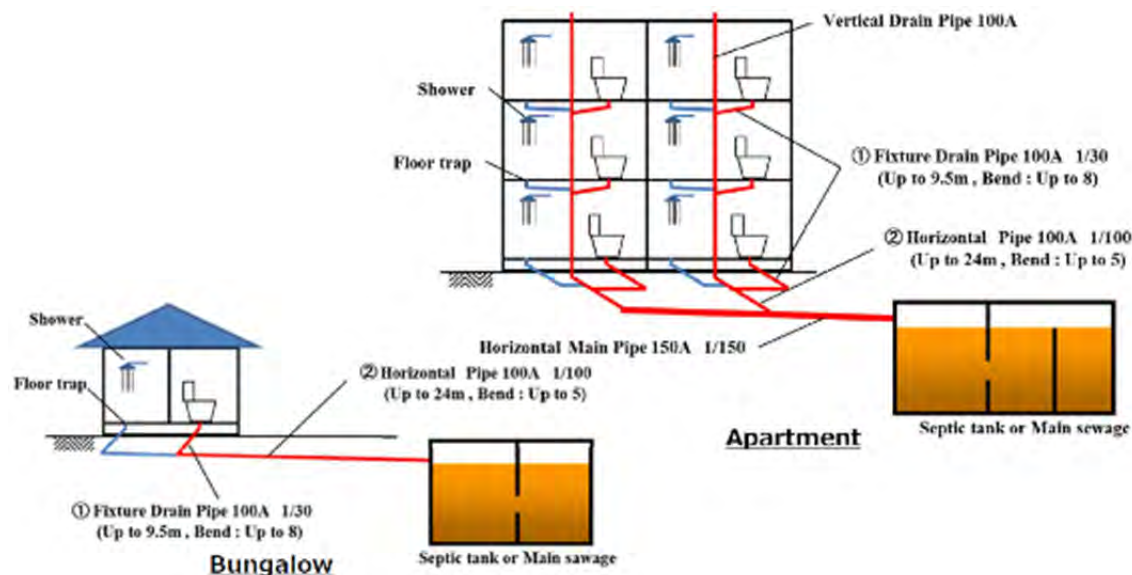 Vertical Drain Pipe 100A
Shower
Floor trap
① Fixture Drain Pipe 100A 1/30
(Up to 9.5m , Bend : Up to 8)
② Horizontal Pipe 100A 1/100
(Up to 24m , Bend : Up to 5)
Horizontal Main Pipe 150A 1/150
Septic tank or Main sewage
Apartment
Shower
Floor trap
② Horizontal Pipe 100A 1/100
(Up to 24m , Bend : Up to 5)
① Fixture Drain Pipe 100A 1/30
(Up to 9.5m , Bend : Up to 8)
Septic tank or Main sawage
Bungalow